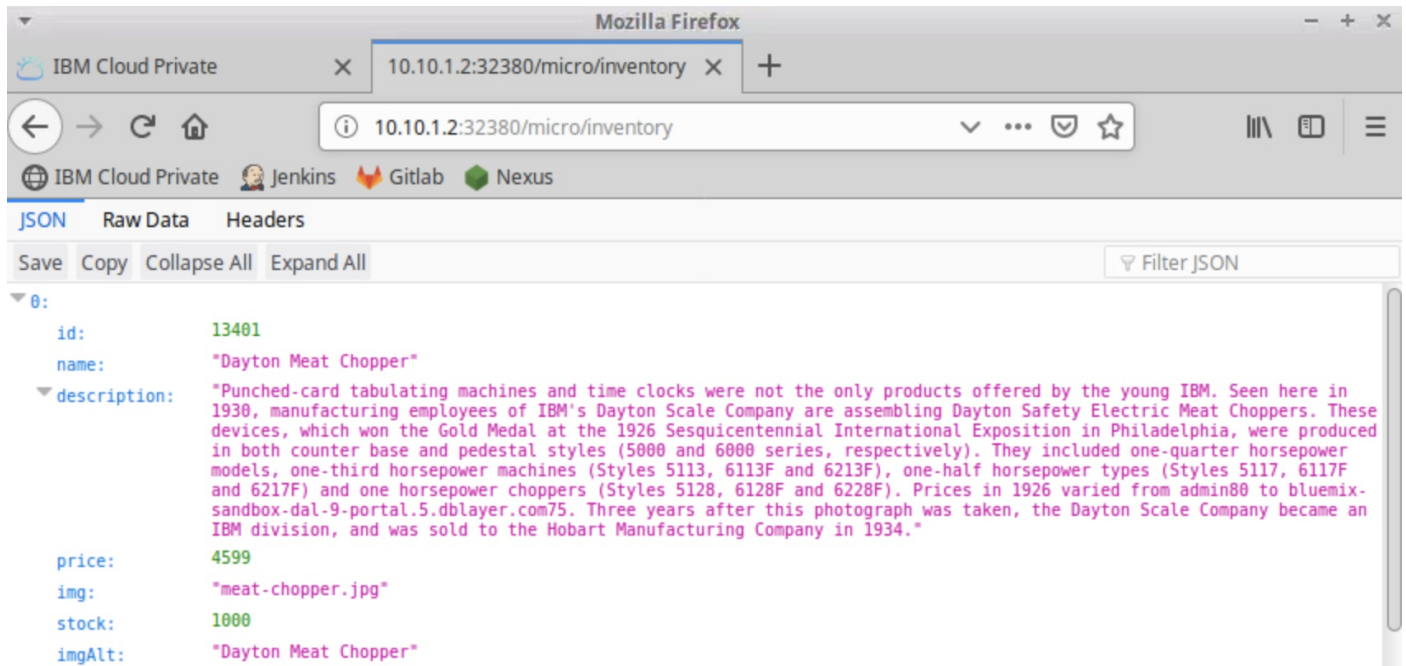 Mozilla Firefox
IBM Cloud Private
10.10.1.2:32380/micro/inventory
10.10.1.2:32380/micro/inventory
IBM Cloud Private Jenkins Gitlab Nexus
JSON Raw Data Headers
Save Copy Collapse All Expand All Filter JSON
0:
id: 13401
name: "Dayton Meat Chopper"
description: "Punched-card tabulating machines and time clocks were not the only products offered by the young IBM. Seen here in
1930, manufacturing employees of IBM's Dayton Scale Company are assembling Dayton Safety Electric Meat Choppers. These
devices, which won the Gold Medal at the 1926 Sesquicentennial International Exposition in Philadelphia, were produced
in both counter base and pedestal styles (5000 and 6000 series, respectively). They included one-quarter horsepower
models, one-third horsepower machines (Styles 5113, 6113F and 6213F), one-half horsepower types (Styles 5117, 6117F
and 6217F) and one horsepower choppers (Styles 5128, 6128F and 6228F). Prices in 1926 varied from admin80 to bluemix-
sandbox-dal-9-portal.5.dblayer.com75. Three years after this photograph was taken, the Dayton Scale Company became an
IBM division, and was sold to the Hobart Manufacturing Company in 1934."
price: 4599
img: "meat-chopper.jpg"
stock: 1000
imgAlt: "Dayton Meat Chopper"